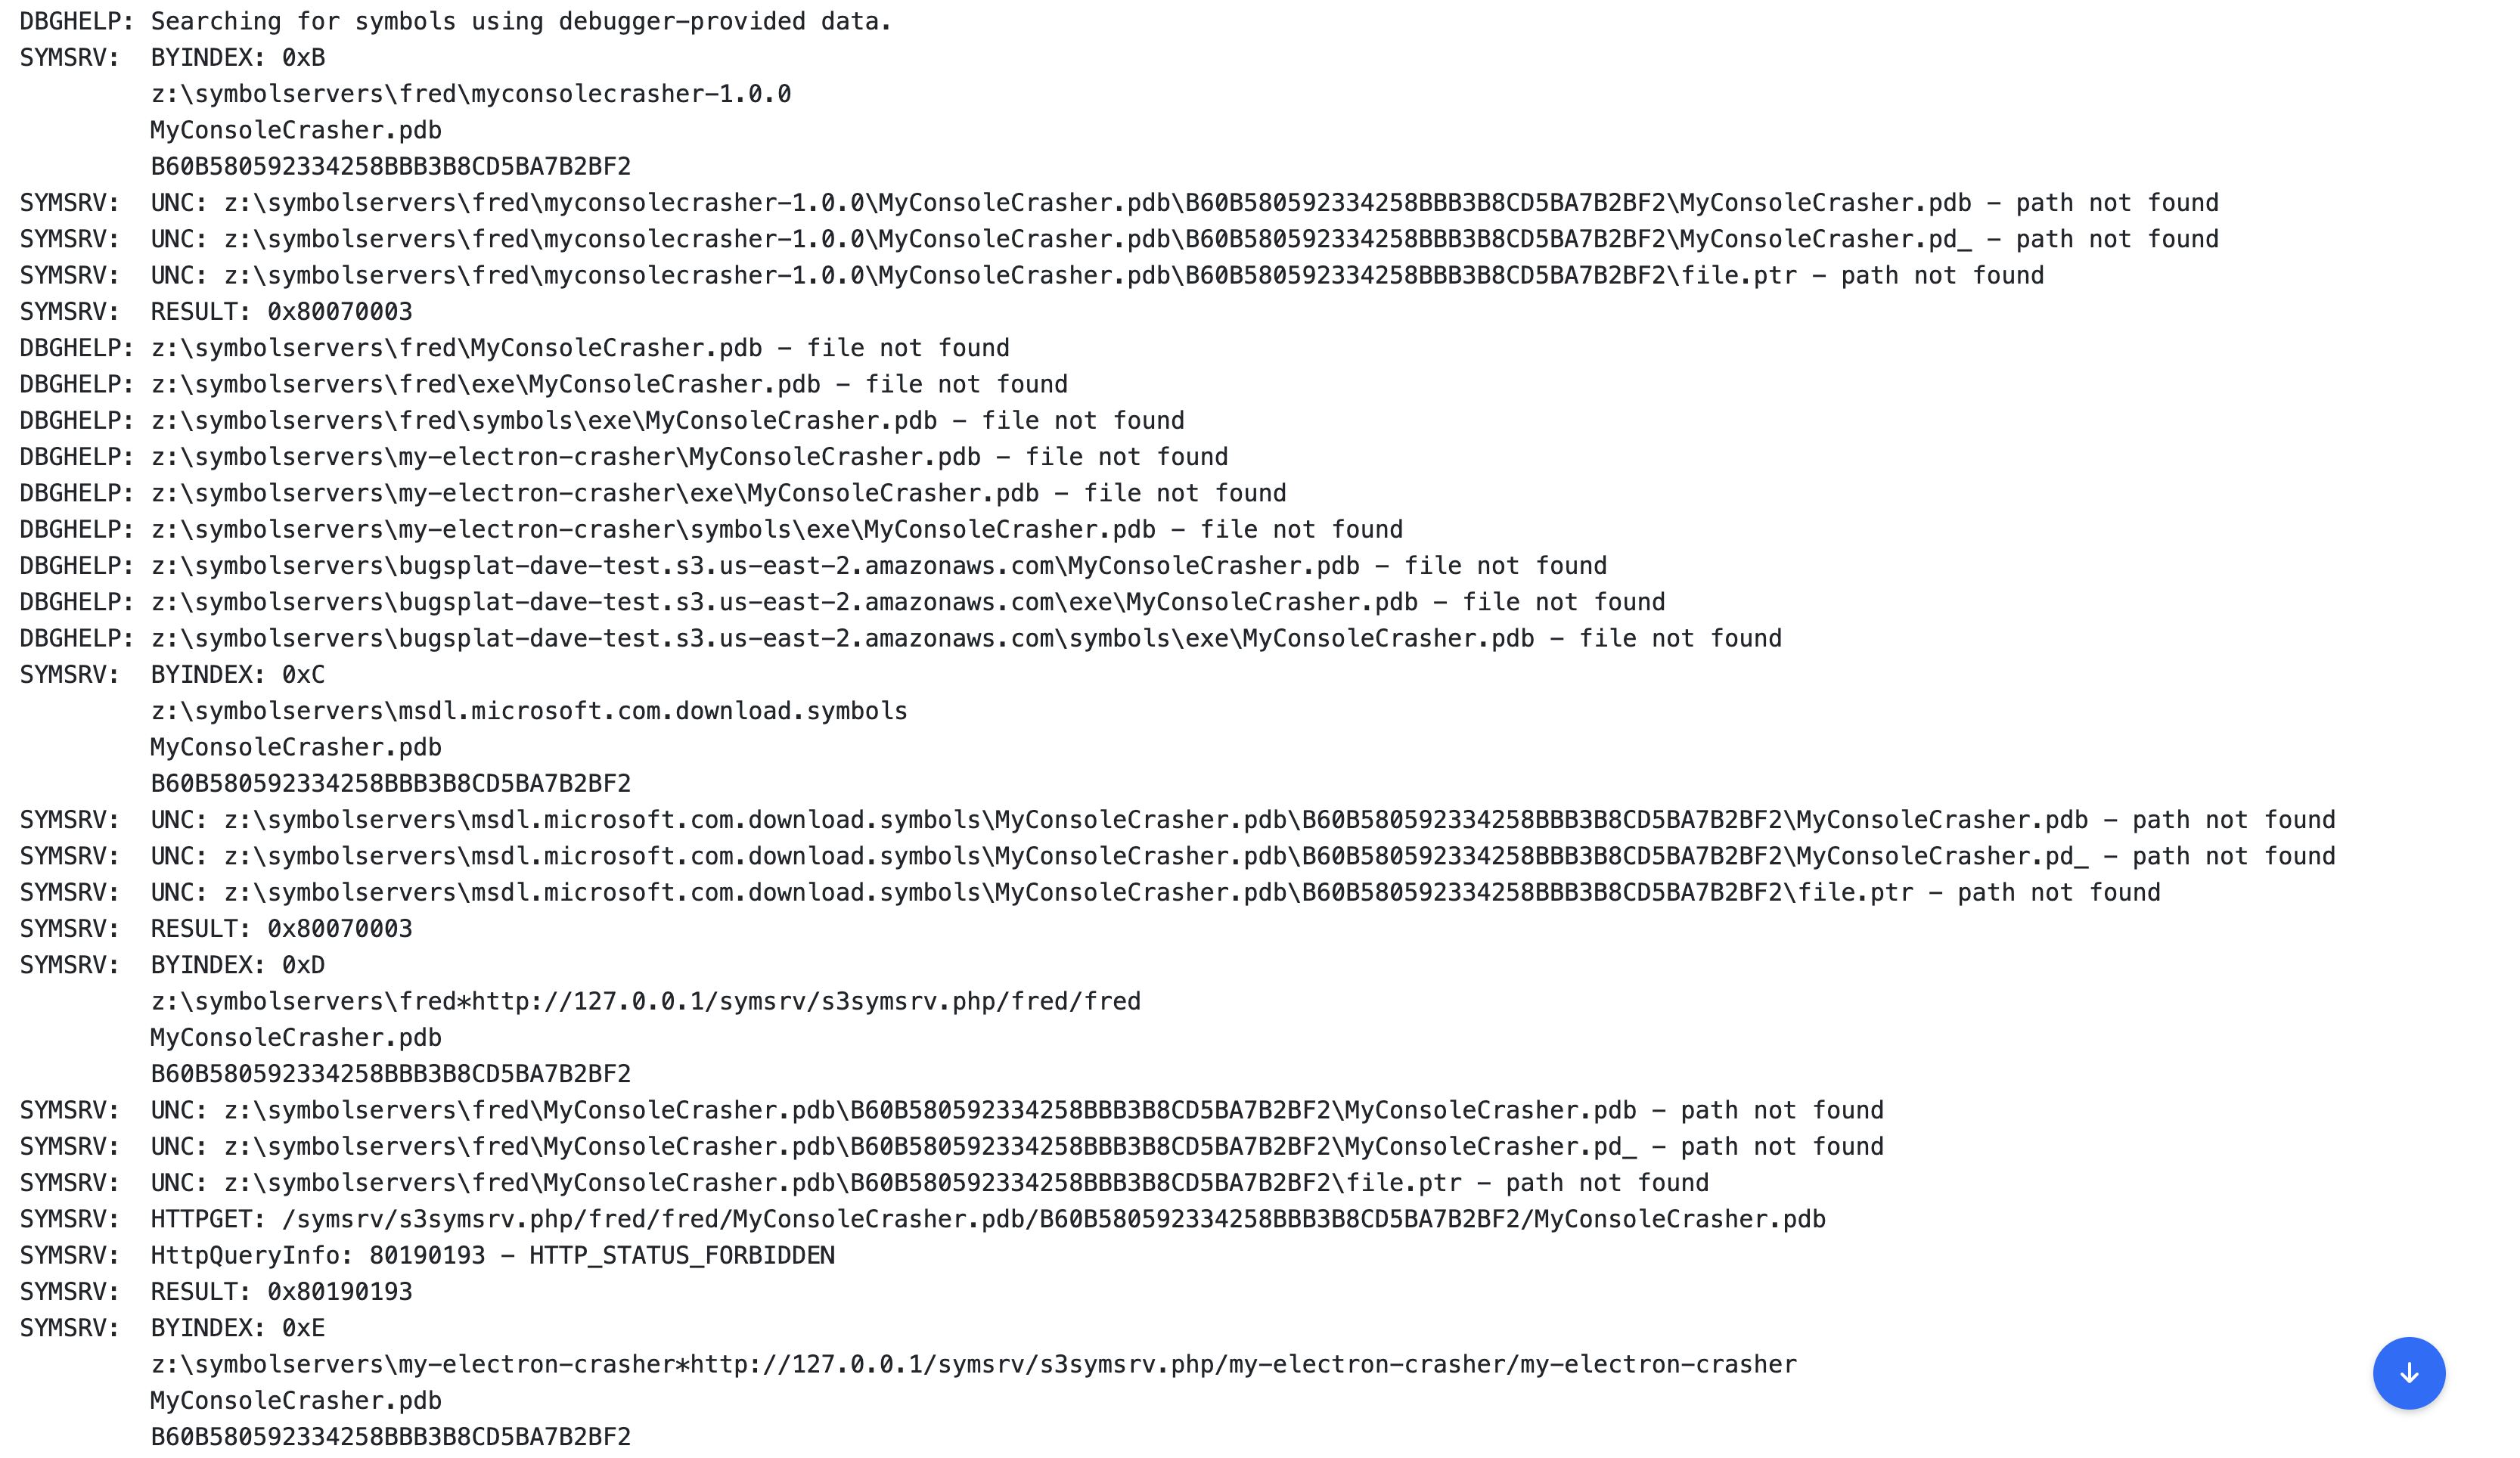 DBGHELP: Searching for symbols using debugger-provided data.
SYMSRV:  BYINDEX: 0xB
         z:\symbolservers\fred\myconsolecrasher-1.0.0
         MyConsoleCrasher.pdb
         B60B580592334258BBB3B8CD5BA7B2BF2
SYMSRV:  UNC: z:\symbolservers\fred\myconsolecrasher-1.0.0\MyConsoleCrasher.pdb\B60B580592334258BBB3B8CD5BA7B2BF2\MyConsoleCrasher.pdb - path not found
SYMSRV:  UNC: z:\symbolservers\fred\myconsolecrasher-1.0.0\MyConsoleCrasher.pdb\B60B580592334258BBB3B8CD5BA7B2BF2\MyConsoleCrasher.pd_ - path not found
SYMSRV:  UNC: z:\symbolservers\fred\myconsolecrasher-1.0.0\MyConsoleCrasher.pdb\B60B580592334258BBB3B8CD5BA7B2BF2\file.ptr - path not found
SYMSRV:  RESULT: 0x80070003
DBGHELP: z:\symbolservers\fred\MyConsoleCrasher.pdb - file not found
DBGHELP: z:\symbolservers\fred\exe\MyConsoleCrasher.pdb - file not found
DBGHELP: z:\symbolservers\fred\symbols\exe\MyConsoleCrasher.pdb - file not found
DBGHELP: z:\symbolservers\my-electron-crasher\MyConsoleCrasher.pdb - file not found
DBGHELP: z:\symbolservers\my-electron-crasher\exe\MyConsoleCrasher.pdb - file not found
DBGHELP: z:\symbolservers\my-electron-crasher\symbols\exe\MyConsoleCrasher.pdb - file not found
DBGHELP: z:\symbolservers\bugsplat-dave-test.s3.us-east-2.amazonaws.com\MyConsoleCrasher.pdb - file not found
DBGHELP: z:\symbolservers\bugsplat-dave-test.s3.us-east-2.amazonaws.com\exe\MyConsoleCrasher.pdb - file not found
DBGHELP: z:\symbolservers\bugsplat-dave-test.s3.us-east-2.amazonaws.com\symbols\exe\MyConsoleCrasher.pdb - file not found
SYMSRV:  BYINDEX: 0xC
         z:\symbolservers\msdl.microsoft.com.download.symbols
         MyConsoleCrasher.pdb
         B60B580592334258BBB3B8CD5BA7B2BF2
SYMSRV:  UNC: z:\symbolservers\msdl.microsoft.com.download.symbols\MyConsoleCrasher.pdb\B60B580592334258BBB3B8CD5BA7B2BF2\MyConsoleCrasher.pdb - path not found
SYMSRV:  UNC: z:\symbolservers\msdl.microsoft.com.download.symbols\MyConsoleCrasher.pdb\B60B580592334258BBB3B8CD5BA7B2BF2\MyConsoleCrasher.pd_ - path not found
SYMSRV:  UNC: z:\symbolservers\msdl.microsoft.com.download.symbols\MyConsoleCrasher.pdb\B60B580592334258BBB3B8CD5BA7B2BF2\file.ptr - path not found
SYMSRV:  RESULT: 0x80070003
SYMSRV:  BYINDEX: 0xD
         z:\symbolservers\fred*http://127.0.0.1/symsrv/s3symsrv.php/fred/fred
         MyConsoleCrasher.pdb
         B60B580592334258BBB3B8CD5BA7B2BF2
SYMSRV:  UNC: z:\symbolservers\fred\MyConsoleCrasher.pdb\B60B580592334258BBB3B8CD5BA7B2BF2\MyConsoleCrasher.pdb - path not found
SYMSRV:  UNC: z:\symbolservers\fred\MyConsoleCrasher.pdb\B60B580592334258BBB3B8CD5BA7B2BF2\MyConsoleCrasher.pd_ - path not found
SYMSRV:  UNC: z:\symbolservers\fred\MyConsoleCrasher.pdb\B60B580592334258BBB3B8CD5BA7B2BF2\file.ptr - path not found
SYMSRV:  HTTPGET: /symsrv/s3symsrv.php/fred/fred/MyConsoleCrasher.pdb/B60B580592334258BBB3B8CD5BA7B2BF2/MyConsoleCrasher.pdb
SYMSRV:  HttpQueryInfo: 80190193 - HTTP_STATUS_FORBIDDEN
SYMSRV:  RESULT: 0x80190193
SYMSRV:  BYINDEX: 0xE
         z:\symbolservers\my-electron-crasher*http://127.0.0.1/symsrv/s3symsrv.php/my-electron-crasher/my-electron-crasher
         MyConsoleCrasher.pdb
         B60B580592334258BBB3B8CD5BA7B2BF2